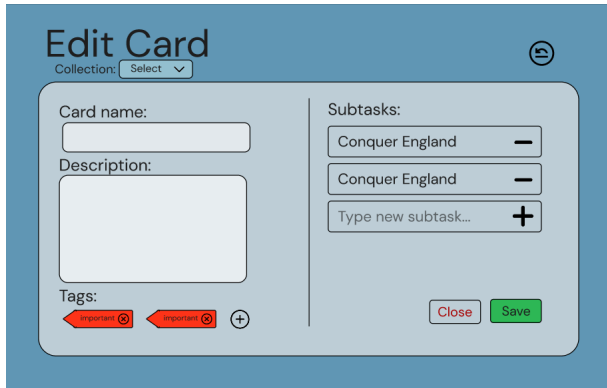 Edit Card
Collection: Select
Card name:
Description:
Tags:
important
important
Subtasks:
Conquer England
Conquer England
Type new subtask...
Close
Save